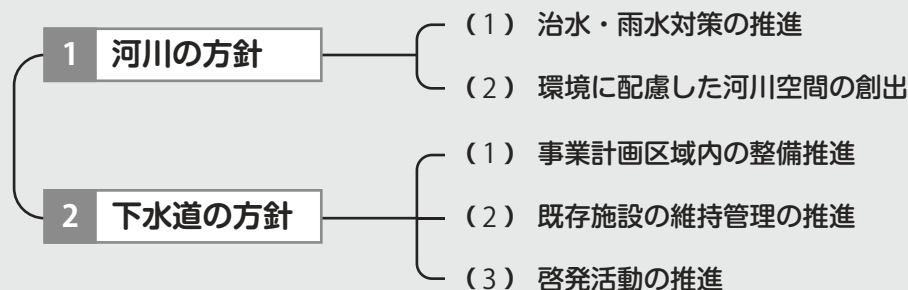 1 河川の方針
(1) 治水・雨水対策の推進
(2) 環境に配慮した河川空間の創出
2 下水道の方針
(1) 事業計画区域内の整備推進
(2) 既存施設の維持管理の推進
(3) 啓発活動の推進